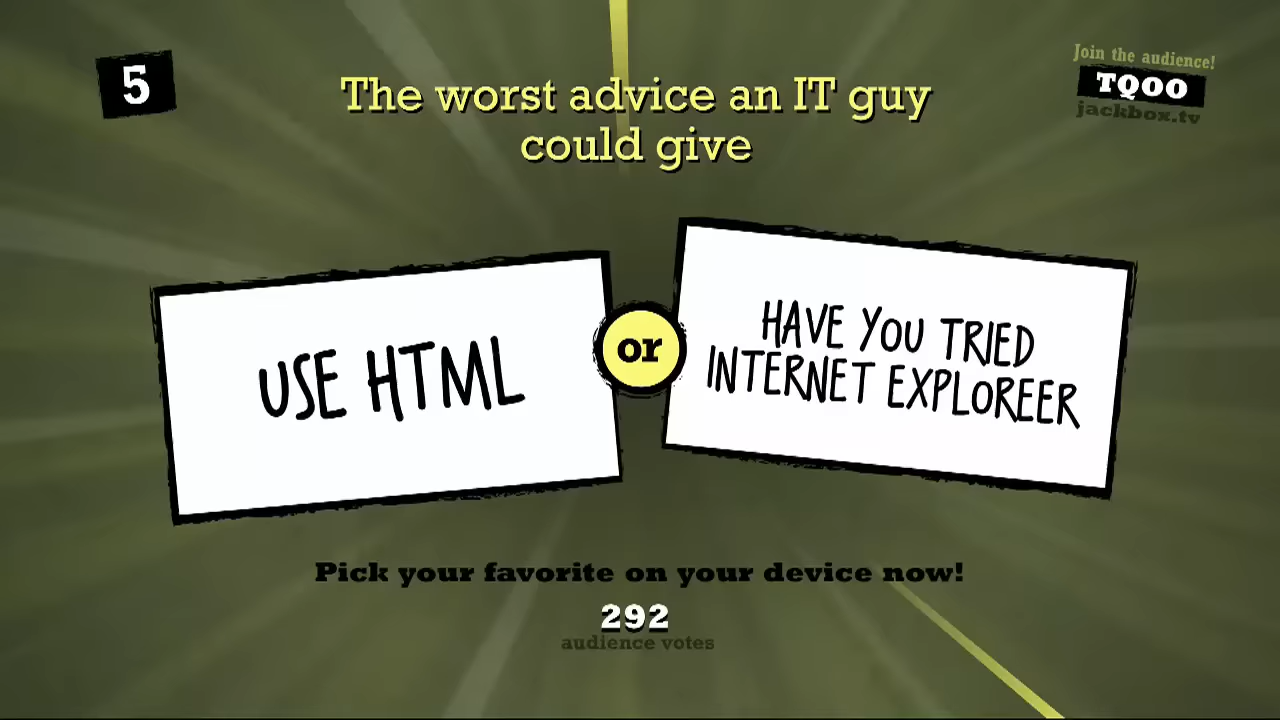 5
The worst advice an IT guy
could give
Join the audience!
TQOO
jackbox.tv
USE HTML
or
HAVE YOU TRIED
INTERNET EXPLOREER
Pick your favorite on your device now!
292
audience votes